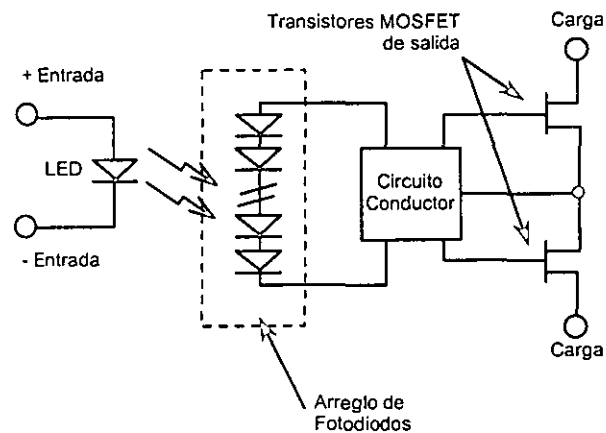 Transistores MOSFET
de salida
Carga
+ Entrada
LED
- Entrada
Circuito
Conductor
Carga
Arreglo de
Fotodiodos